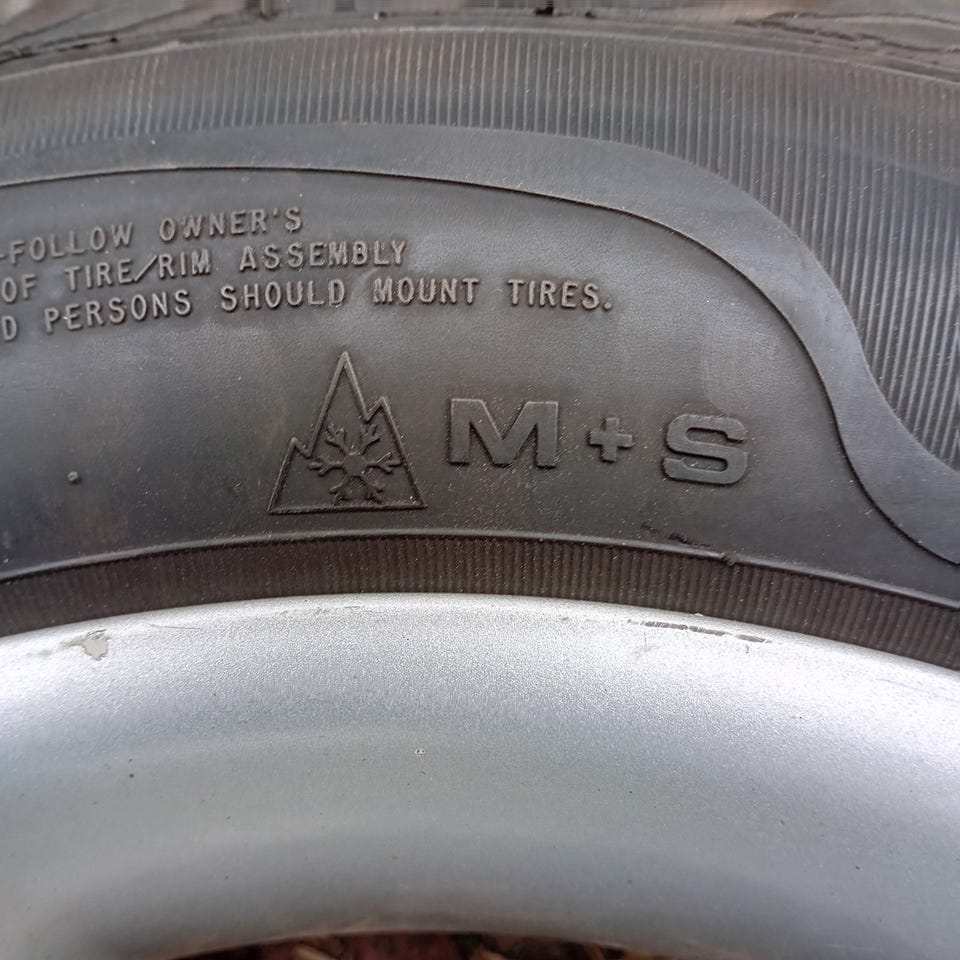 -FOLLOW OWNER'S
OF TIRE/RIM ASSEMBLY
D PERSONS SHOULD MOUNT TIRES.
M+S